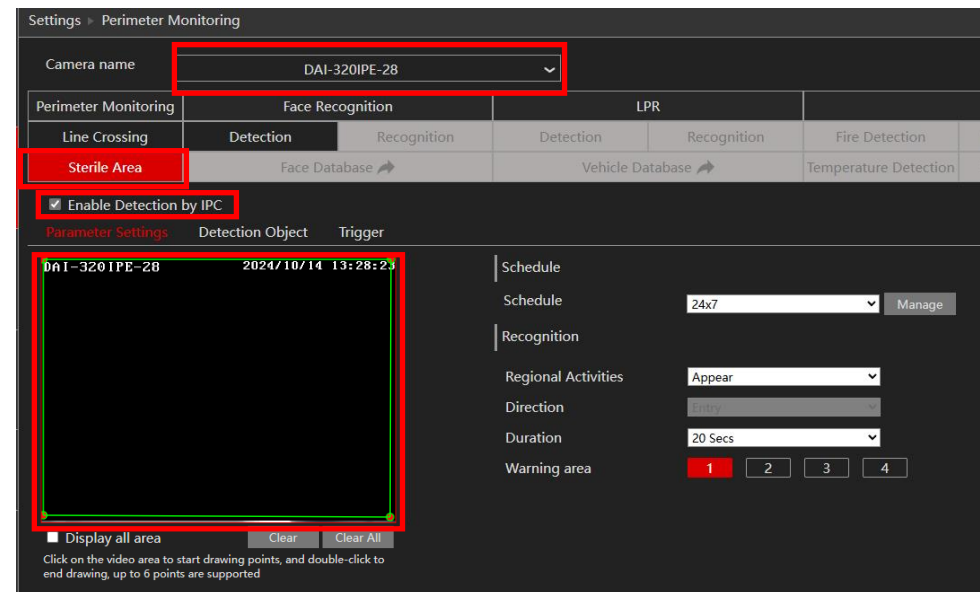 Settings Perimeter Monitoring
Camera name DAI-320IPE-28
Perimeter Monitoring Face Recognition LPR
Line Crossing Detection Recognition Detection Recognition Fire Detection
Sterile Area Face Database Vehicle Database Temperature Detection
Enable Detection by IPC
Parameter Settings Detection Object Trigger
DAI-320IPE-28 2024/10/14 13:28:23
Schedule
Schedule 24x7 Manage
Recognition
Regional Activities Appear
Direction Entry
Duration 20 Secs
Warning area 1 2 3 4
Display all area Clear Clear All
Click on the video area to start drawing points, and double-click to
end drawing, up to 6 points are supported